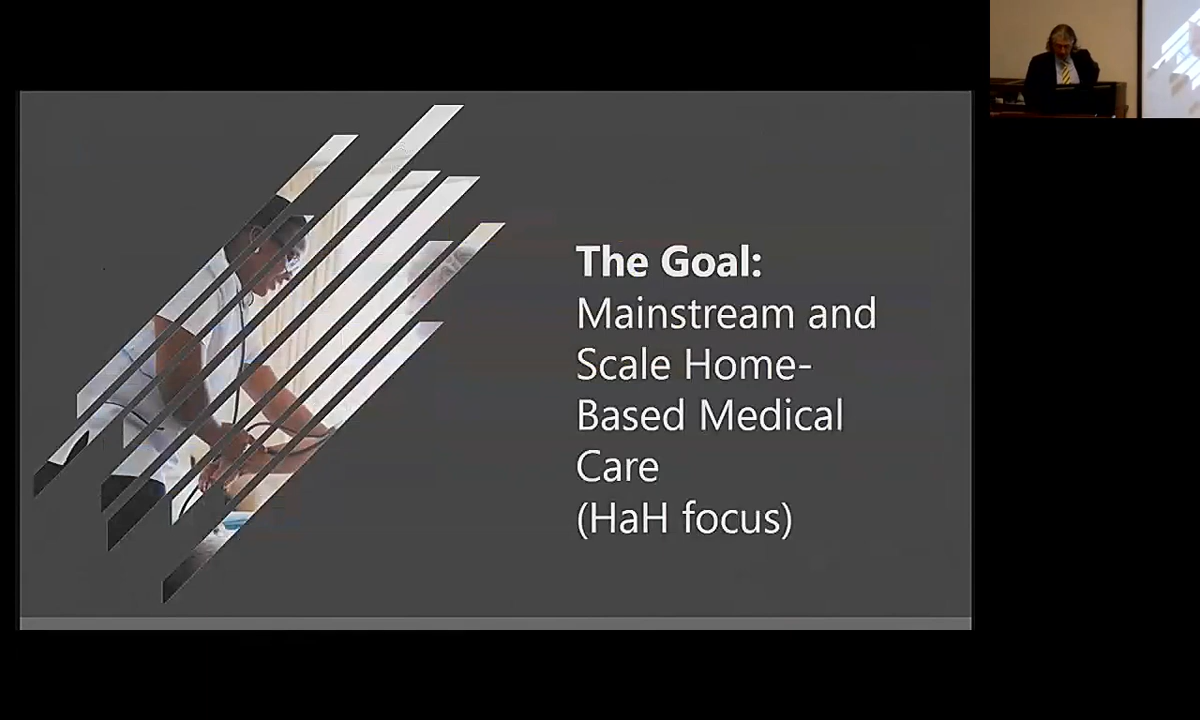 The Goal:
Mainstream and
Scale Home-
Based Medical
Care
(HaH focus)